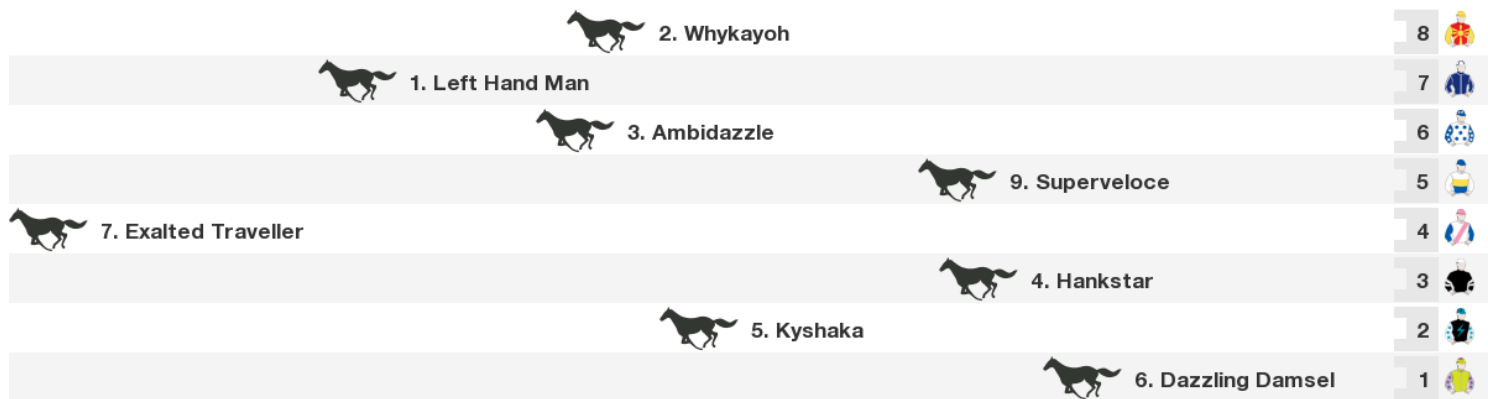 2. Whykayoh 8
1. Left Hand Man 7
3. Ambidazzle 6
9. Superveloce 5
7. Exalted Traveller 4
4. Hankstar 3
5. Kyshaka 2
6. Dazzling Damsel 1